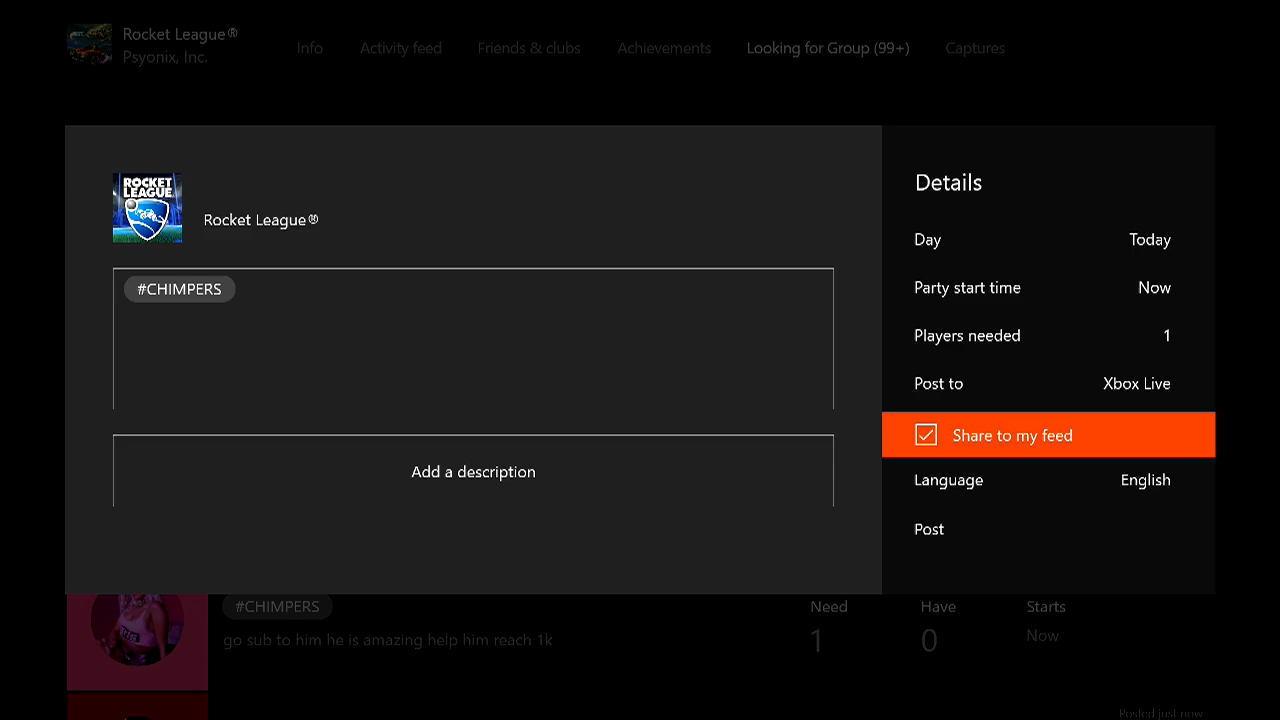 Rocket League®
Psyonix, Inc.
Info
Activity feed
Friends & clubs
Achievements
Looking for Group (99+)
Captures
ROCKET
LEAGUE
Rocket League®
#CHIMPERS
Add a description
Details
Day Today
Party start time Now
Players needed 1
Post to Xbox Live
Share to my feed
Language English
Post
#CHIMPERS
go sub to him he is amazing help him reach 1k
Need Have Starts
1 0 Now
Posted just now